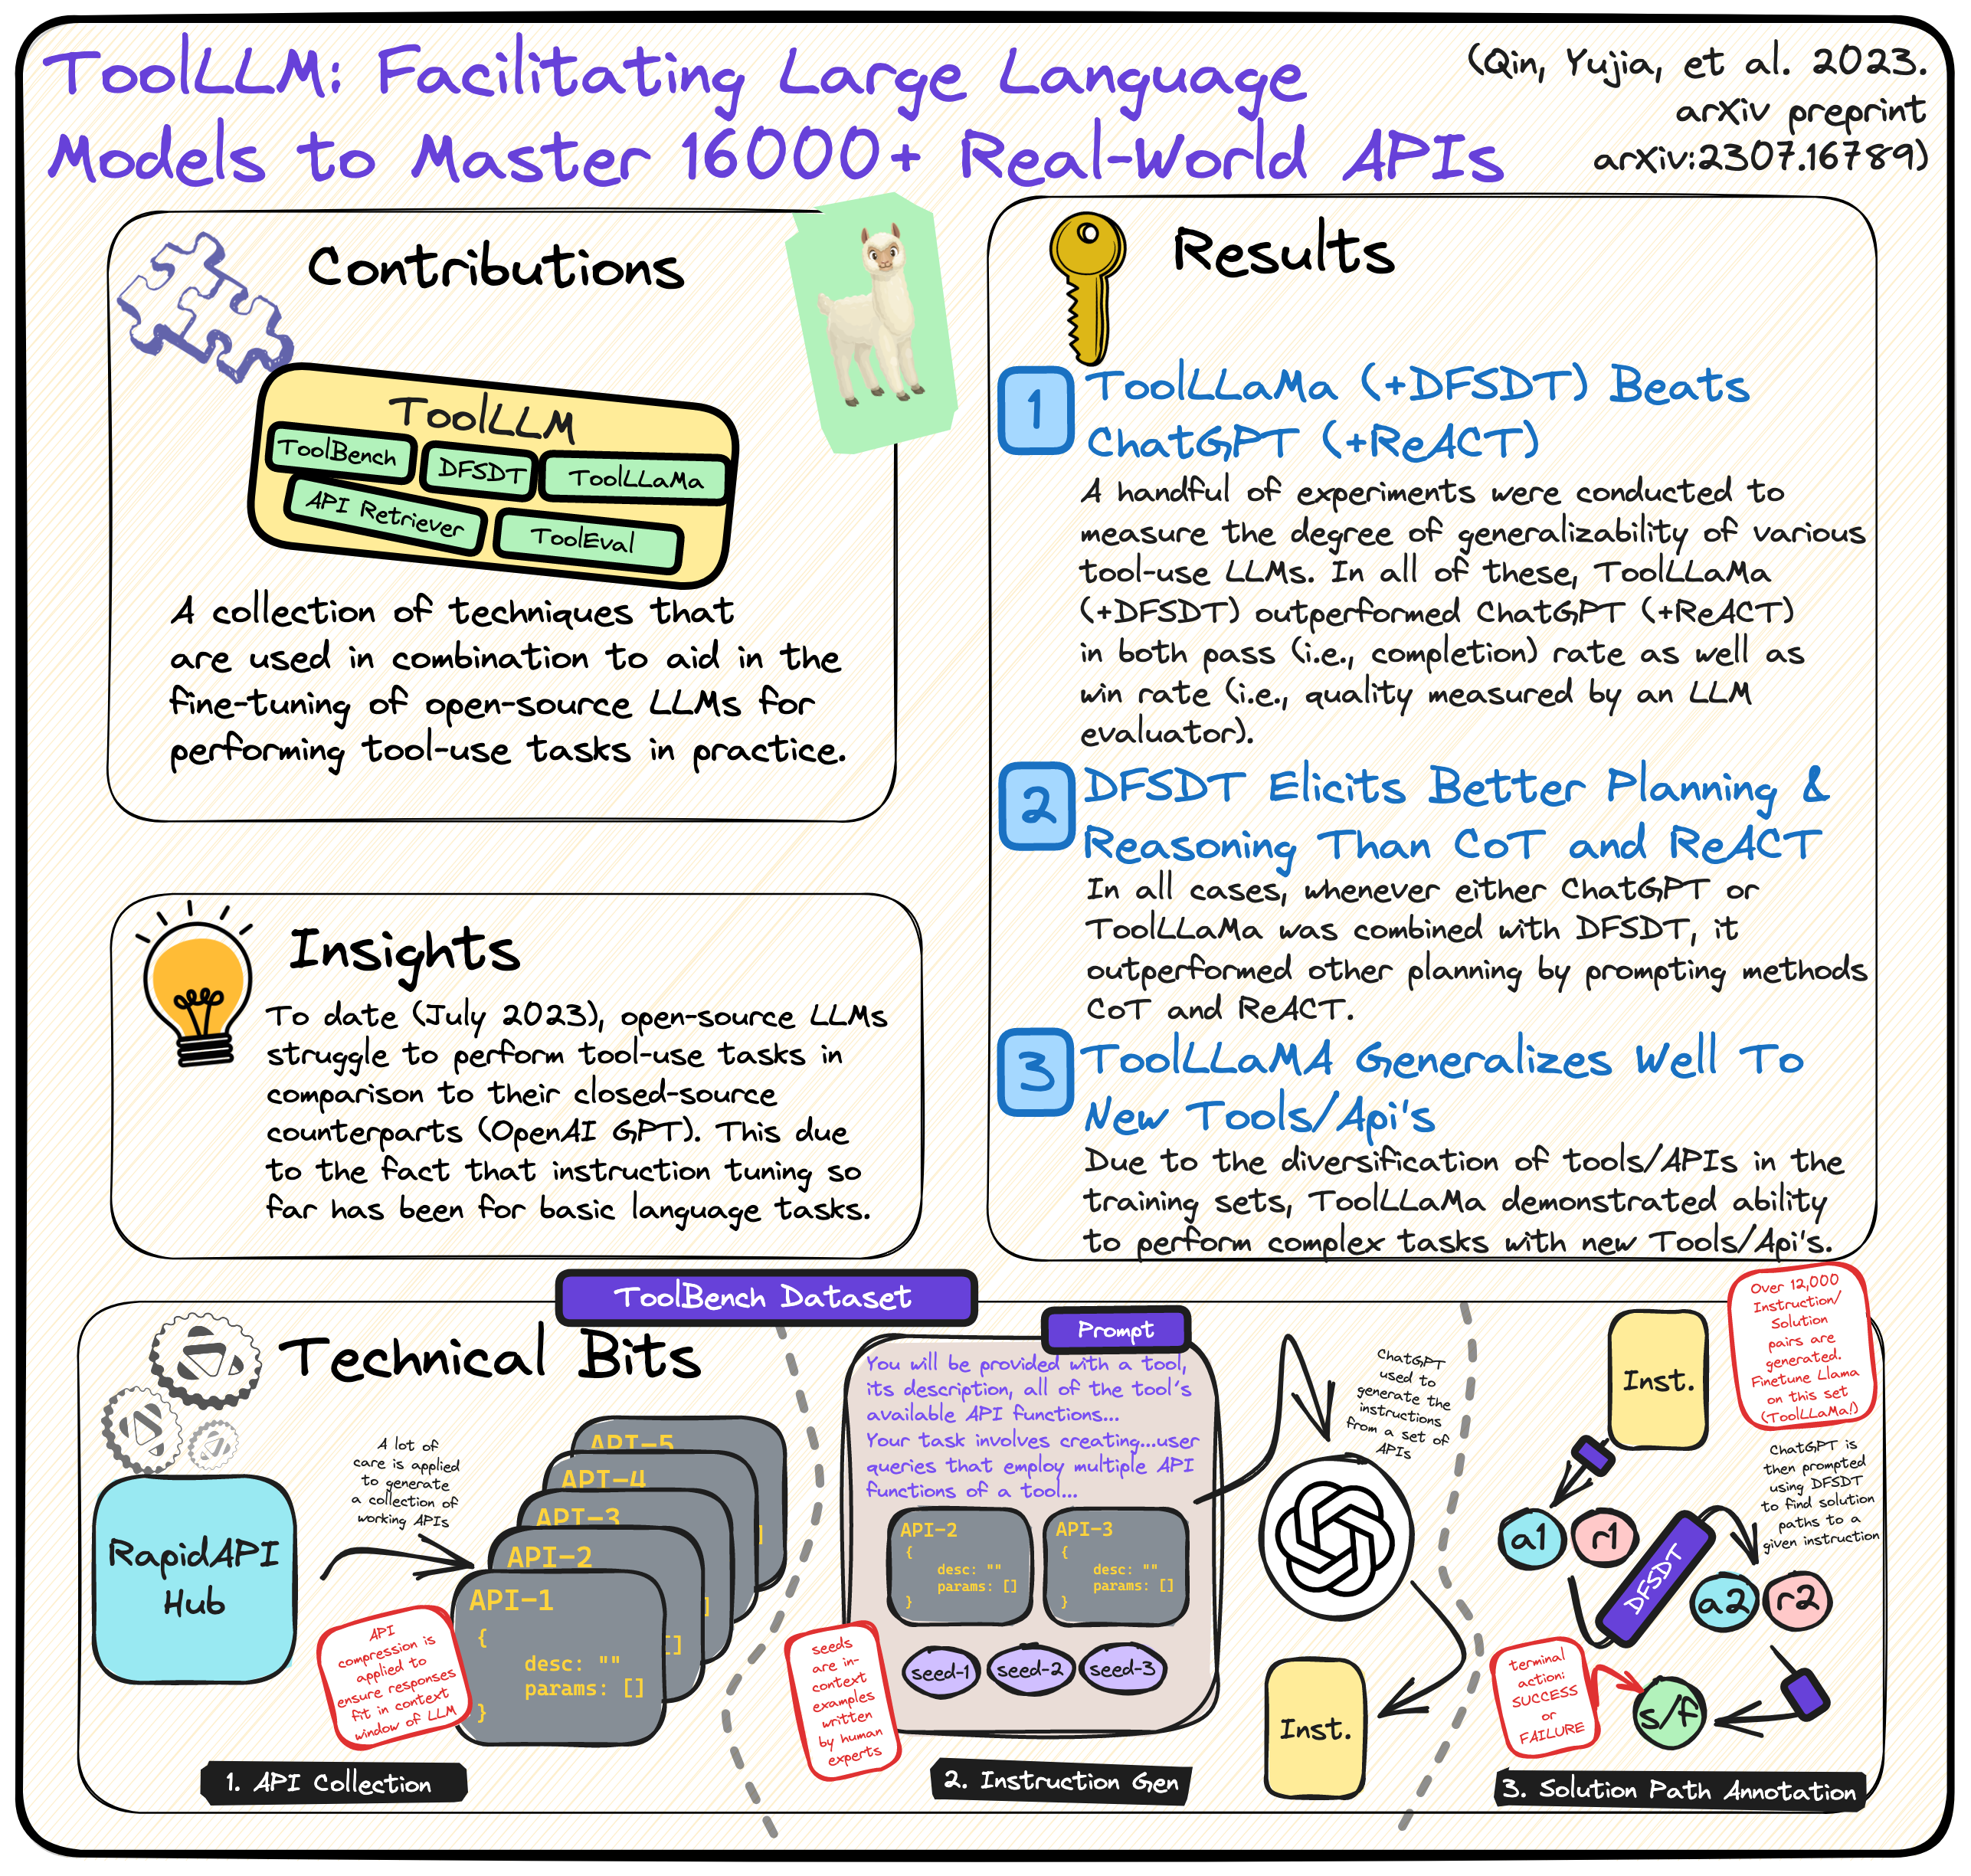 ToolLLM: Facilitating Large Language
Models to Master 16000+ Real-World APIs
(Qin, Yujia, et al. 2023.
arXiv preprint
arXiv:2307.16789)
Contributions
ToolLLM
ToolBench
DFSDT
ToolLLaMa
API Retriever
ToolEval
A collection of techniques that
are used in combination to aid in the
fine-tuning of open-source LLMs for
performing tool-use tasks in practice.
Insights
To date (July 2023), open-source LLMs
struggle to perform tool-use tasks in
comparison to their closed-source
counterparts (OpenAI GPT). This due
to the fact that instruction tuning so
far has been for basic language tasks.
Results
1
ToolLLaMa (+DFSDT) Beats
ChatGPT (+ReACT)
A handful of experiments were conducted to
measure the degree of generalizability of various
tool-use LLMs. In all of these, ToolLLaMa
(+DFSDT) outperformed ChatGPT (+ReACT)
in both pass (i.e., completion) rate as well as
win rate (i.e., quality measured by an LLM
evaluator).
2
DFSDT Elicits Better Planning &
Reasoning Than CoT and ReACT
In all cases, whenever either ChatGPT or
ToolLLaMa was combined with DFSDT, it
outperformed other planning by prompting methods
CoT and ReACT.
3
ToolLLaMA Generalizes Well To
New Tools/Api's
Due to the diversification of tools/APIs in the
training sets, ToolLLaMa demonstrated ability
to perform complex tasks with new Tools/Api's.
ToolBench Dataset
Technical Bits
RapidAPI
Hub
A lot of
care is applied
to generate
a collection of
working APIs
API-5
]
API-4
API-3
API-2
]
[]
API-1
{
desc: ""
params: []
}
API
compression is
applied to
ensure responses
fit in context
window of LLM
1. API Collection
Prompt
You will be provided with a tool,
its description, all of the tool's
available API functions...
Your task involves creating...user
queries that employ multiple API
functions of a tool...
API-2
{
desc: ""
params: []
}
API-3
{
desc: ""
params: []
}
seed-1
seed-2
seed-3
seeds
are in-
context
examples
written
by human
experts
ChatGPT
used to
generate the
instructions
from a set of
APIs
Inst.
2. Instruction Gen
Inst.
Over 12,000
Instruction/
Solution
pairs are
generated.
Finetune Llama
on this set
(ToolLLaMa!)
ChatGPT is
then prompted
using DFSDT
to find solution
paths to a
given instruction
a1
r1
DFSDT
a2
r2
terminal
action:
SUCCESS
or
FAILURE
s/f
3. Solution Path Annotation